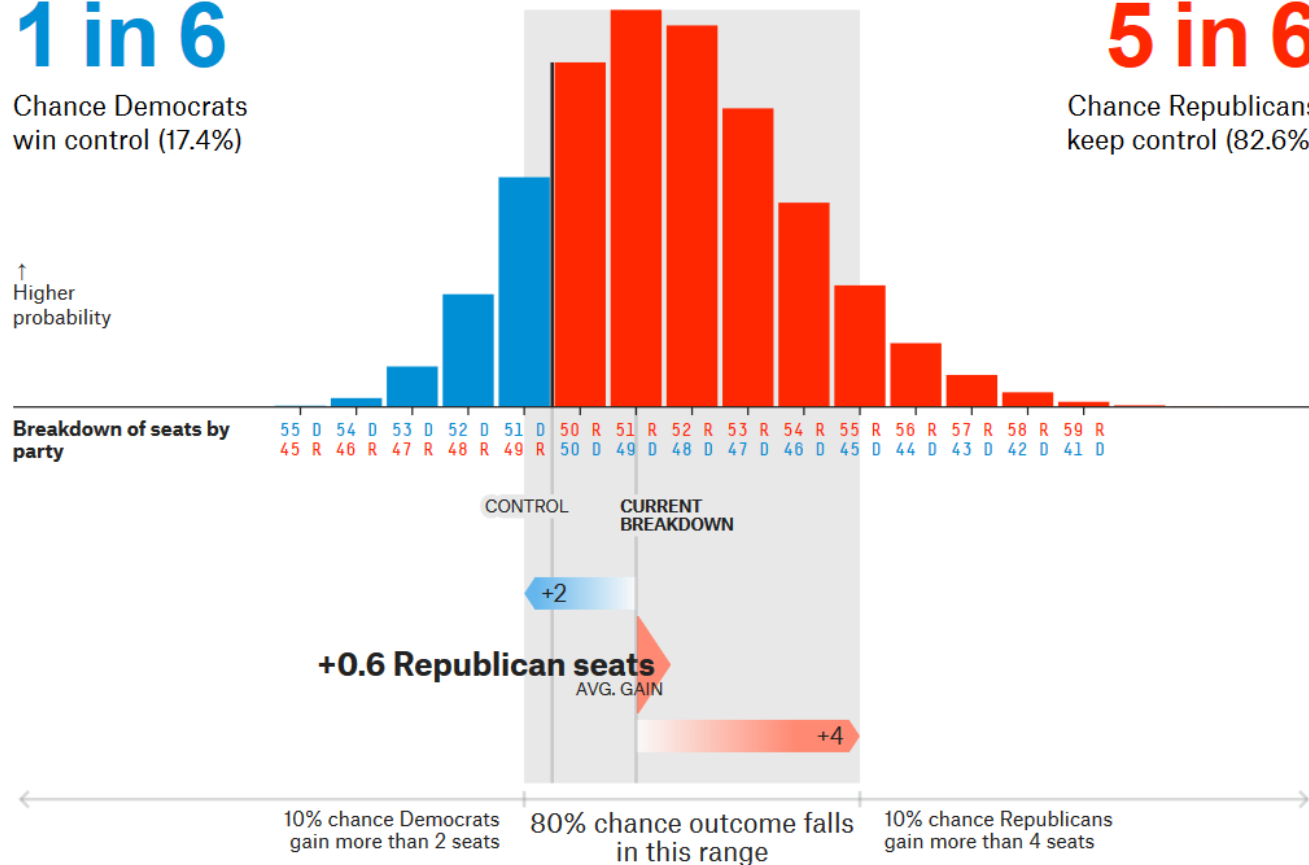 1 in 6
Chance Democrats
win control (17.4%)
5 in 6
Chance Republicans
keep control (82.6%
↑
Higher
probability
Breakdown of seats by
party
55 D 54 D 53 D 52 D 51 D 50 R 51 R 52 R 53 R 54 R 55 R 56 R 57 R 58 R 59 R
45 R 46 R 47 R 48 R 49 R 50 D 49 D 48 D 47 D 46 D 45 D 44 D 43 D 42 D 41 D
CONTROL
CURRENT
BREAKDOWN
+2
+0.6 Republican seats
AVG. GAIN
+4
10% chance Democrats
gain more than 2 seats
80% chance outcome falls
in this range
10% chance Republicans
gain more than 4 seats